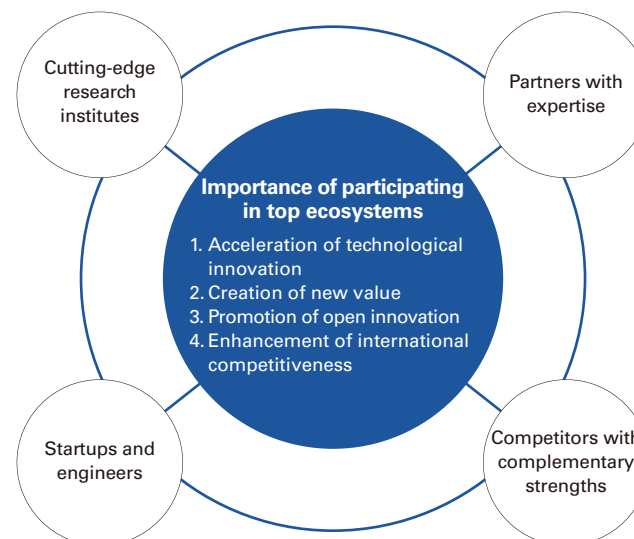 Cutting-edge
research
institutes
Partners with
expertise
Importance of participating
in top ecosystems
1. Acceleration of technological
innovation
2. Creation of new value
3. Promotion of open innovation
4. Enhancement of international
competitiveness
Startups and
engineers
Competitors with
complementary
strengths